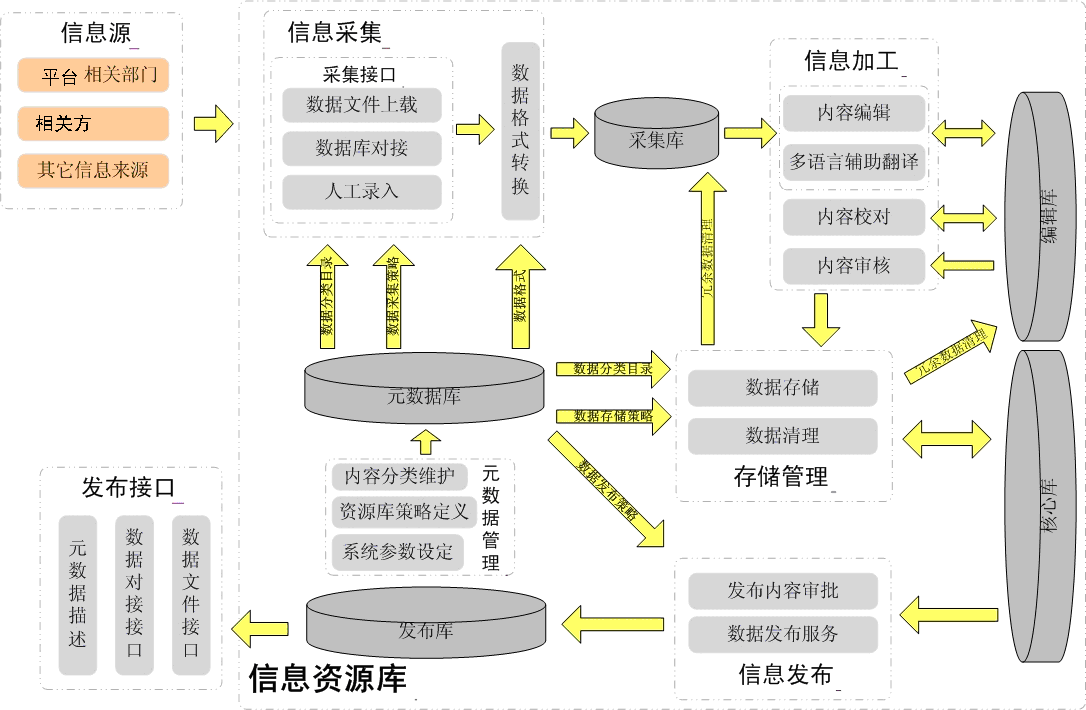 信息源
平台 相关部门
相关方
其它信息来源
信息采集
采集接口
数据文件上载
数据库对接
人工录入
数据格式转换
采集库
信息加工
内容编辑
多语言辅助翻译
内容校对
内容审核
编辑库
数据分类目录
数据采集策略
数据格式
冗余数据清理
元数据库
数据分类目录
数据存储策略
数据发布策略
数据存储
数据清理
存储管理
冗余数据清理
核心库
内容分类维护
资源库策略定义
系统参数设定
元数据管理
发布接口
元数据描述
数据对接接口
数据文件接口
发布库
发布内容审批
数据发布服务
信息发布
信息资源库